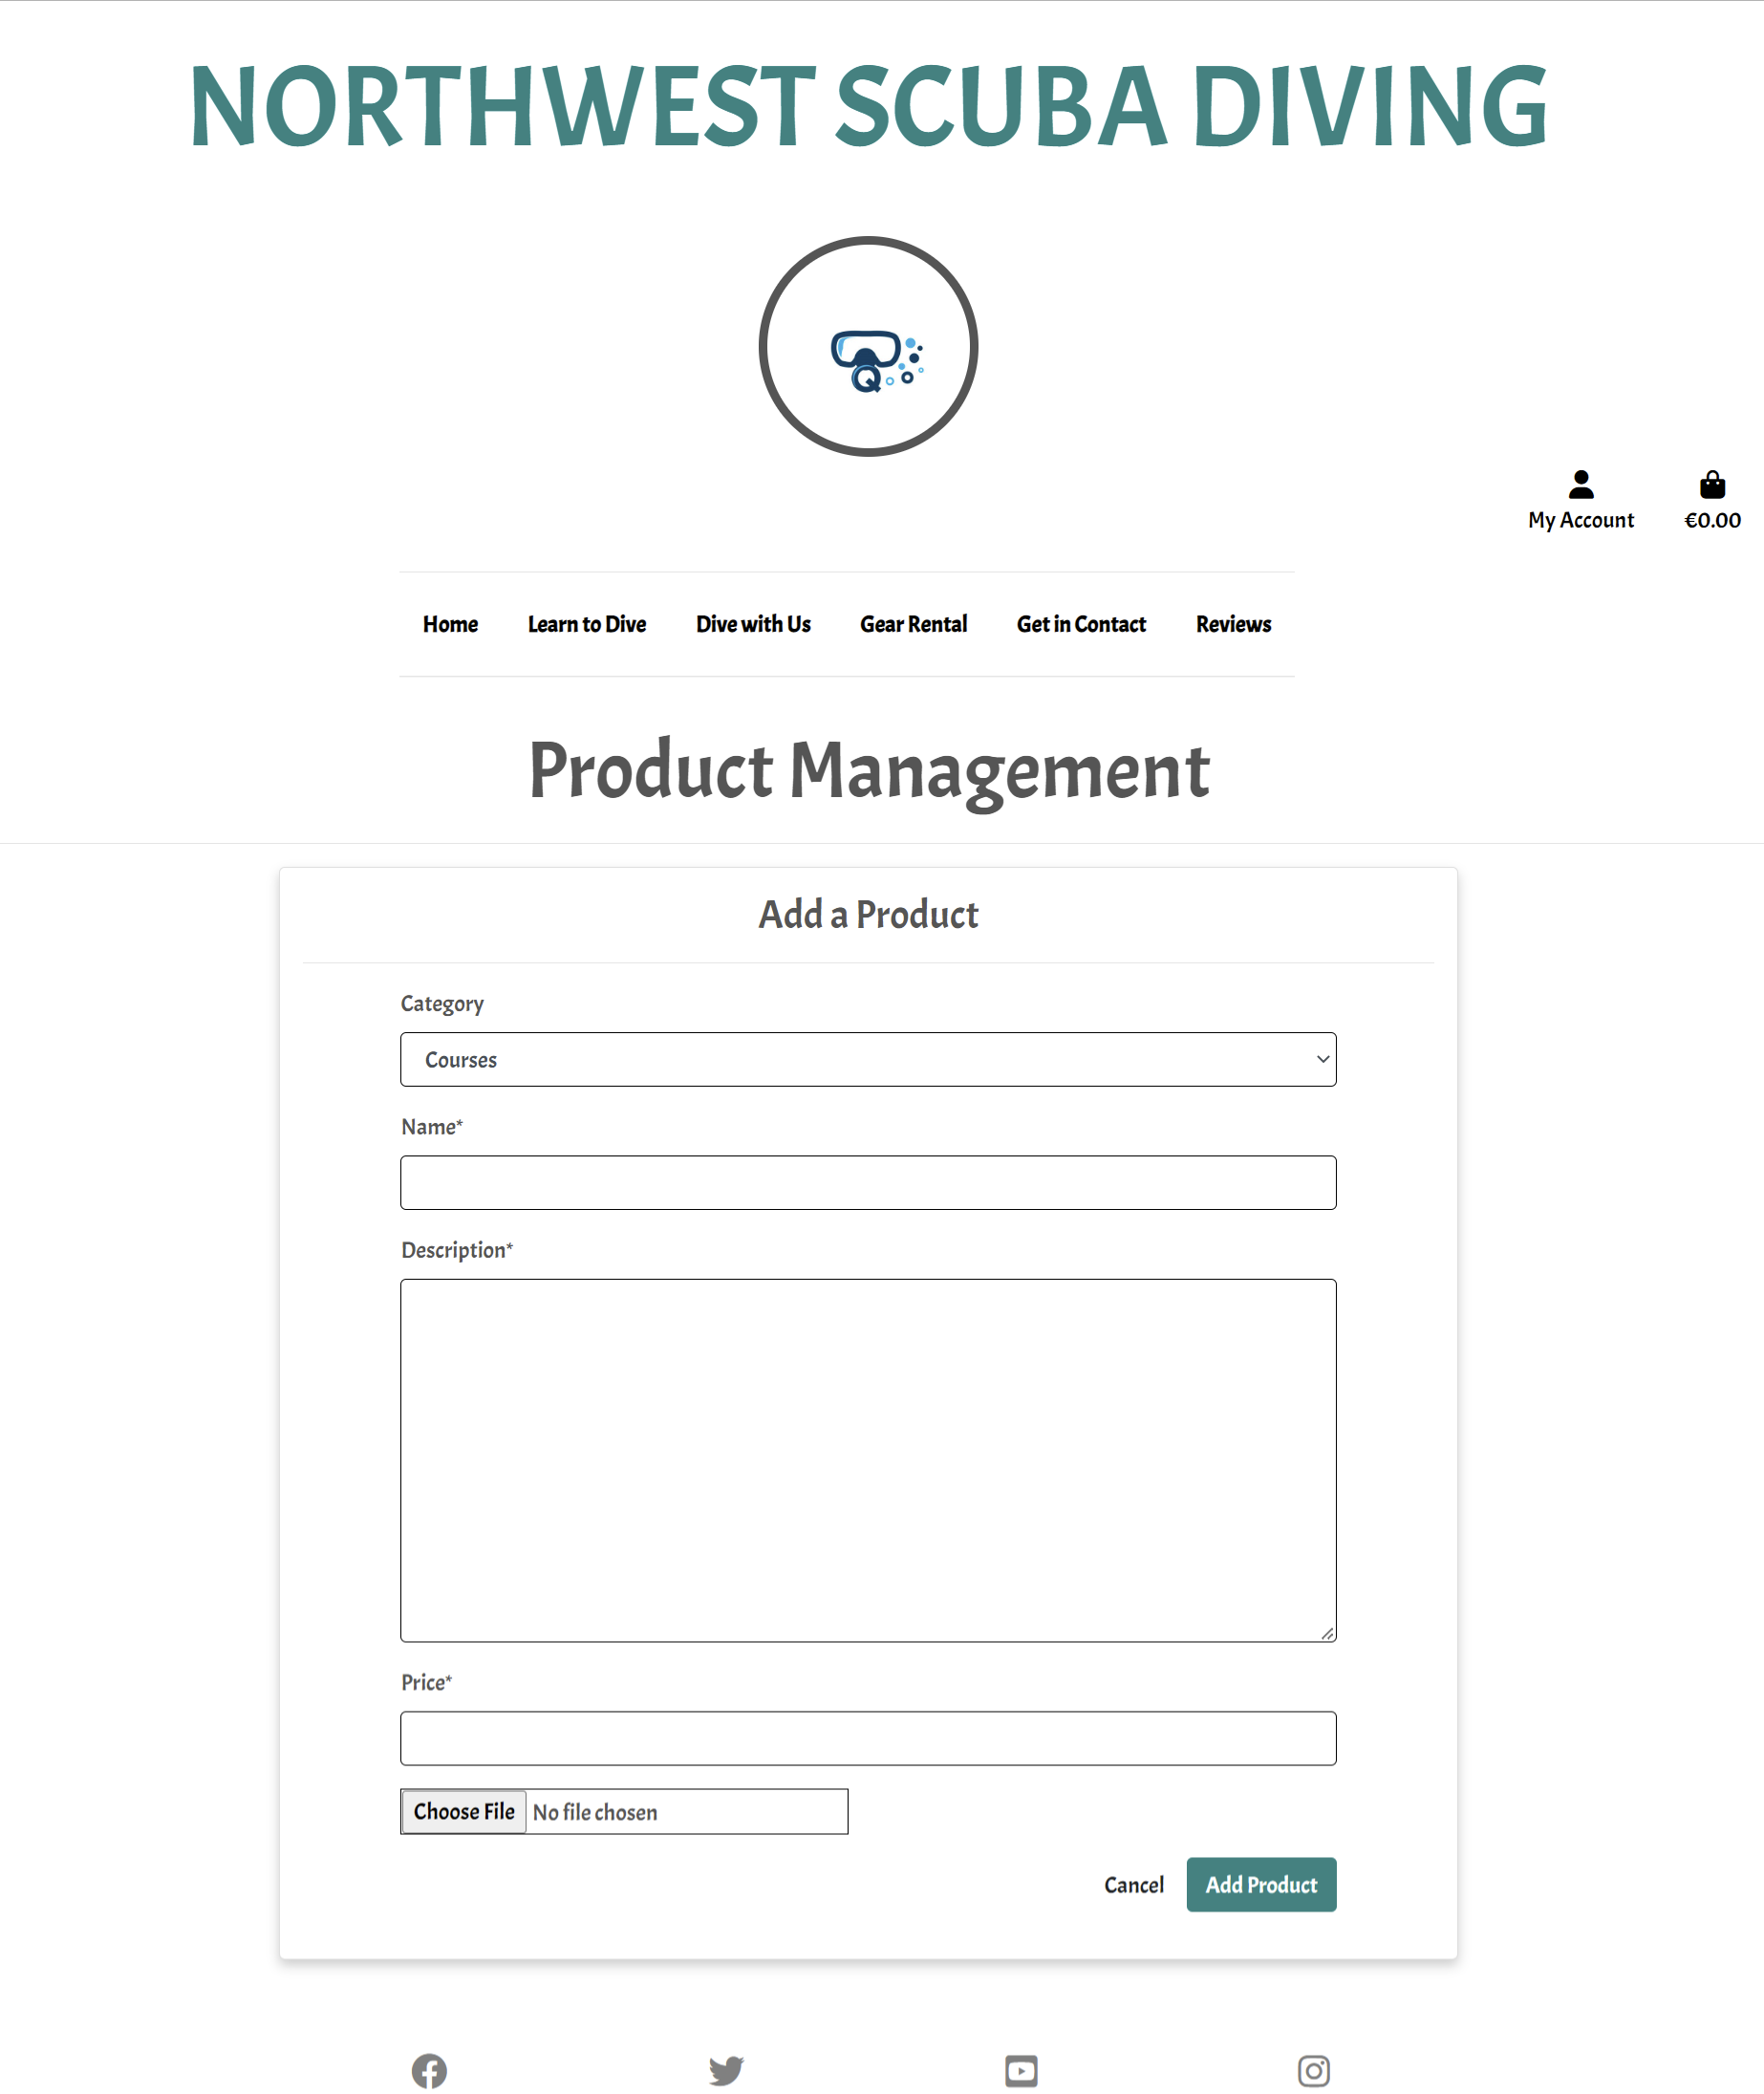 NORTHWEST SCUBA DIVING
Q
My Account €0.00
Home Learn to Dive Dive with Us Gear Rental Get in Contact Reviews
Product Management
Add a Product
Category
Courses
Name*
Description*
Price*
Choose File No file chosen
Cancel Add Product